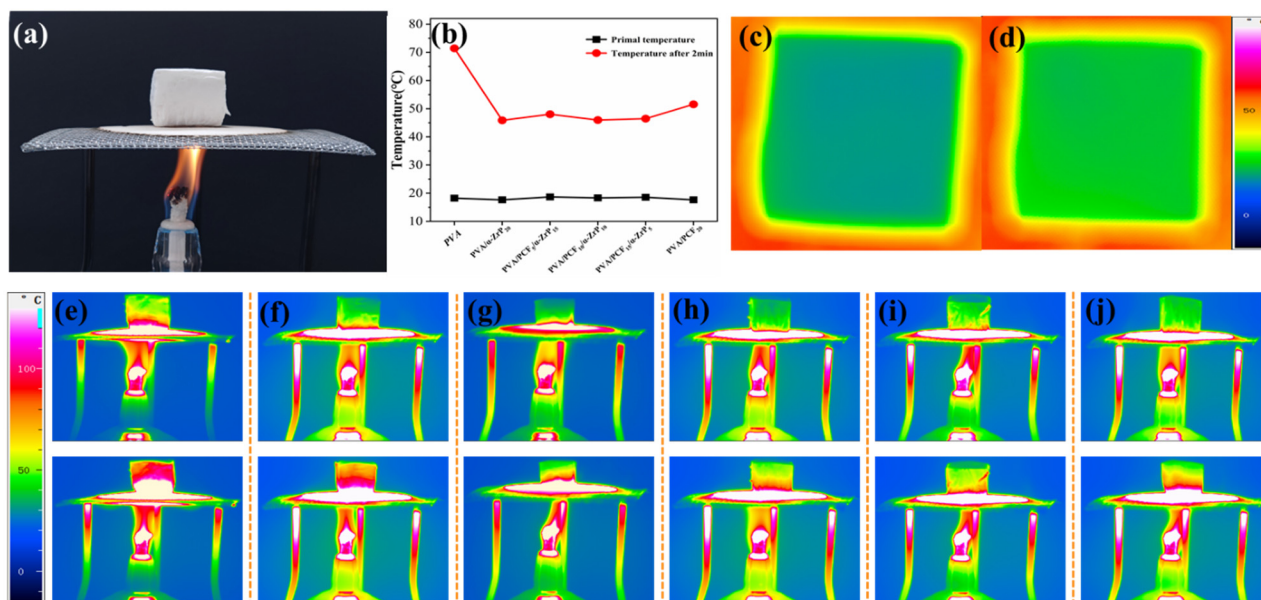 (a)
(b)
80
70
60
50
40
30
20
10
Temperature(°C)
Primal temperature
Temperature after 2min
PVA
PVA/α-ZrP₂₀
PVA/PCF₅/α-ZrP₁₅
PVA/PCF₁₀/α-ZrP₁₀
PVA/PCF₁₅/α-ZrP₅
PVA/PCF₂₀
(c)
(d)
50
0
° C
100
50
0
(e)
(f)
(g)
(h)
(i)
(j)